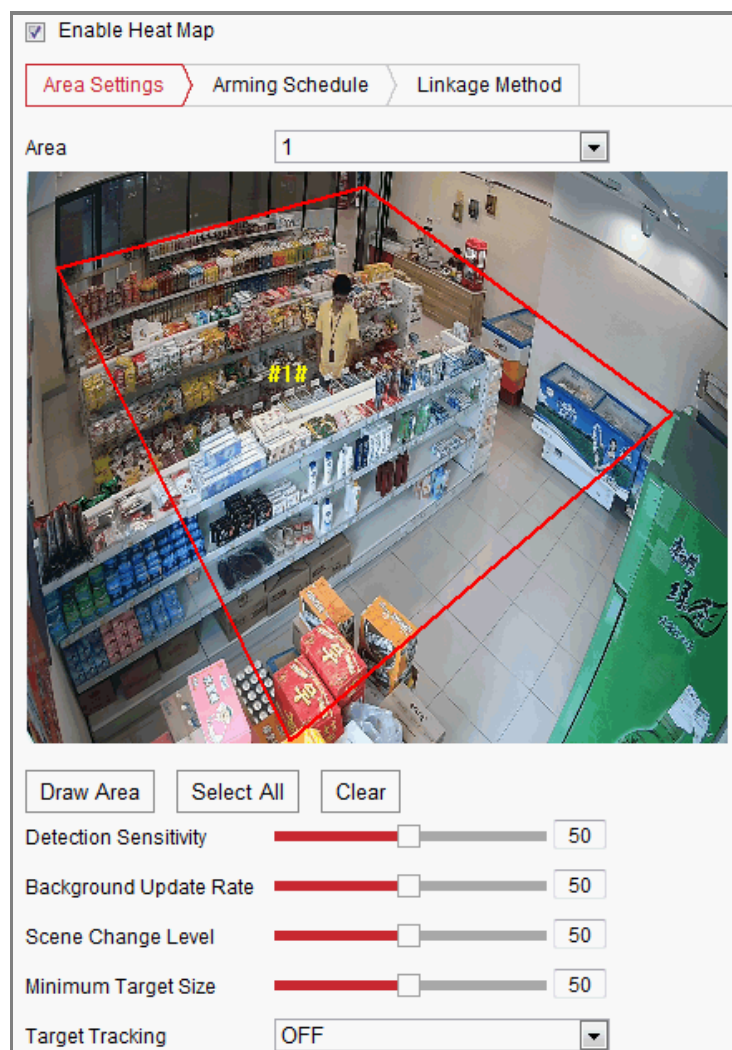 Enable Heat Map
Area Settings Arming Schedule Linkage Method
Area 1
#1#
Draw Area Select All Clear
Detection Sensitivity 50
Background Update Rate 50
Scene Change Level 50
Minimum Target Size 50
Target Tracking OFF